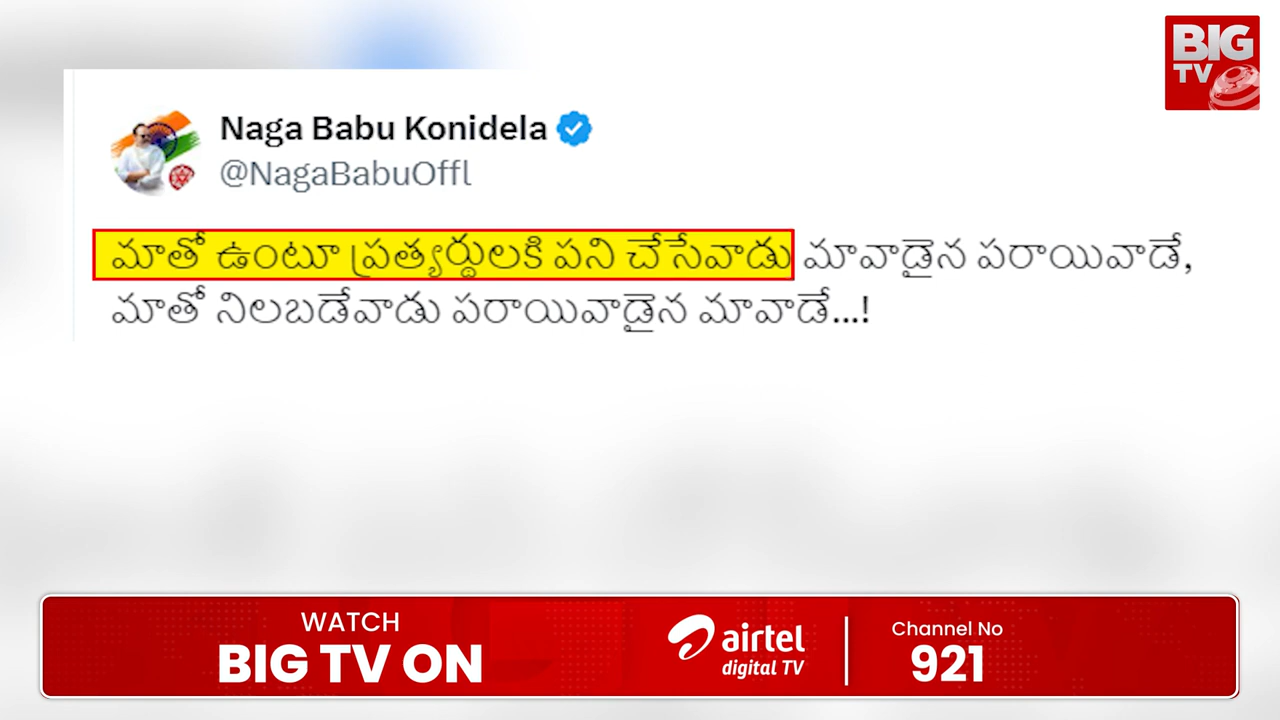 BIG
TV
Naga Babu Konidela
@NagaBabuOffl
మాతో ఉంటూ ప్రత్యర్థులకి పని చేసేవాడు మావాడైన పరాయివాడే,
మాతో నిలబడేవాడు పరాయివాడైన మావాడే...!
WATCH
BIG TV ON
airtel
digital TV
Channel No
921